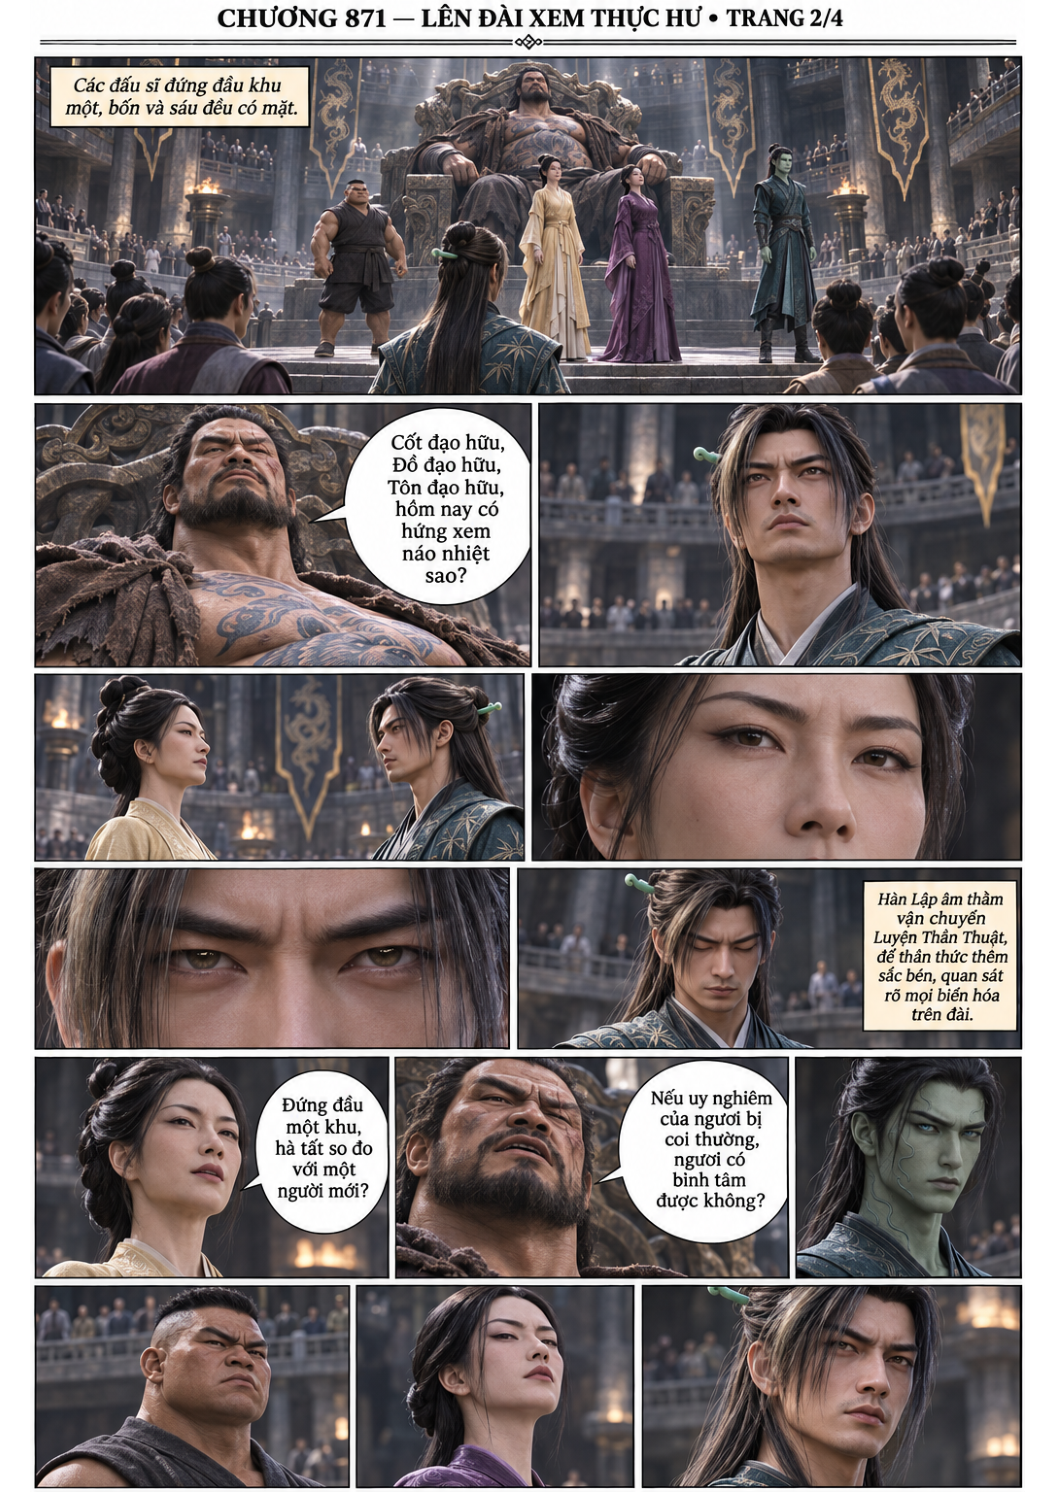 CHƯƠNG 871 — LÊN ĐÀI XEM THỰC HƯ • TRANG 2/4
Các đấu sĩ đứng đầu khu
một, bốn và sáu đều có mặt.
Cốt đạo hữu,
Đồ đạo hữu,
Tôn đạo hữu,
hôm nay có
hứng xem
náo nhiệt
sao?
Hàn Lập âm thầm
vận chuyển
Luyện Thần Thuật,
để thần thức thêm
sắc bén, quan sát
rõ mọi biến hóa
trên đài.
Đứng đầu
một khu,
hà tất so đo
với một
người mới?
Nếu uy nghiêm
của ngươi bị
coi thường,
ngươi có
bình tâm
được không?